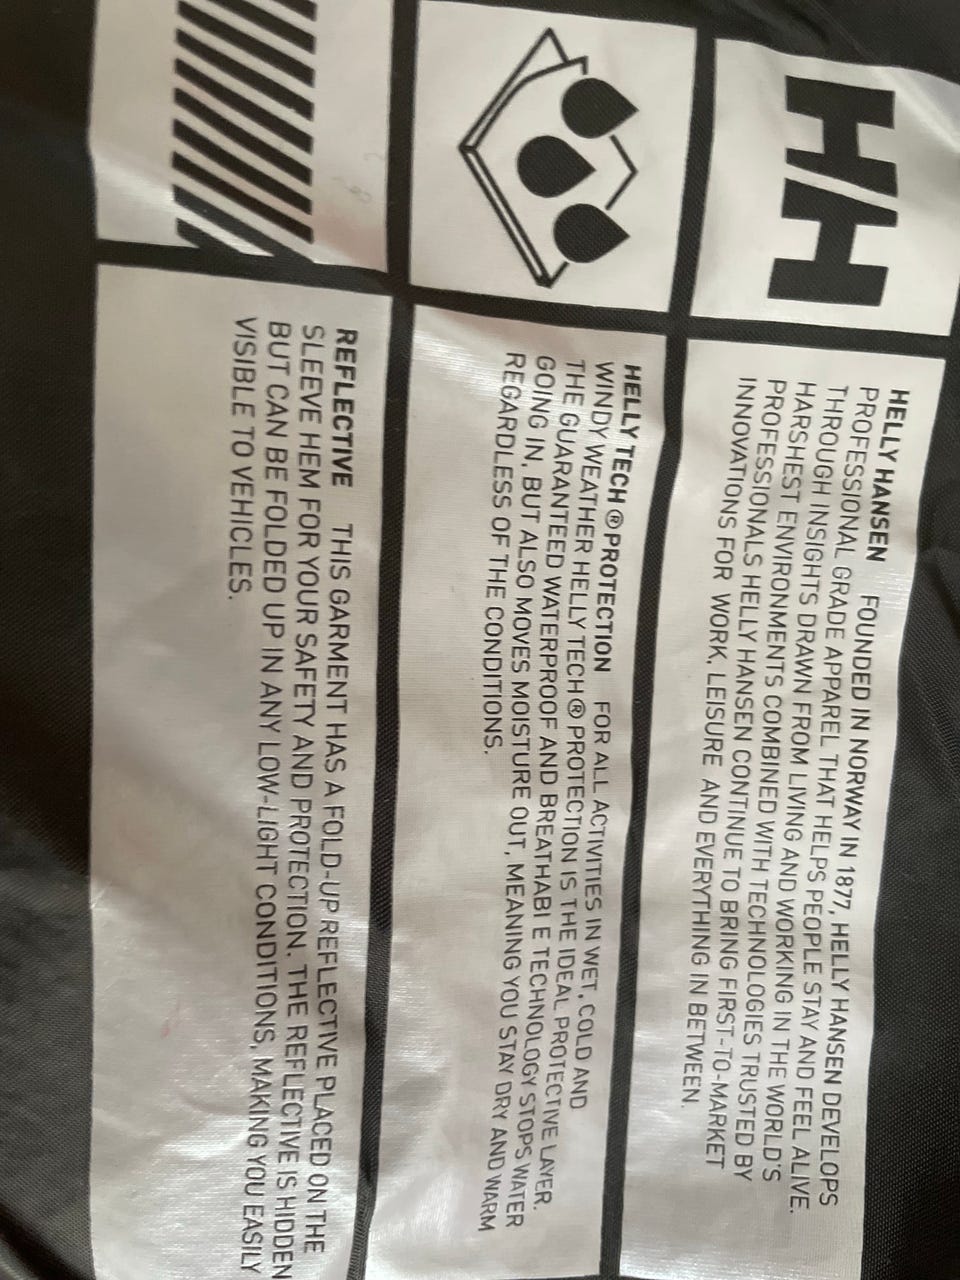 HH
HELLY HANSEN FOUNDED IN NORWAY IN 1877, HELLY HANSEN DEVELOPS
PROFESSIONAL GRADE APPAREL THAT HELPS PEOPLE STAY AND FEEL ALIVE.
THROUGH INSIGHTS DRAWN FROM LIVING AND WORKING IN THE WORLD'S
HARSHEST ENVIRONMENTS COMBINED WITH TECHNOLOGIES TRUSTED BY
PROFESSIONALS HELLY HANSEN CONTINUE TO BRING FIRST-TO-MARKET
INNOVATIONS FOR WORK, LEISURE AND EVERYTHING IN BETWEEN.
HELLY TECH® PROTECTION FOR ALL ACTIVITIES IN WET, COLD AND
WINDY WEATHER HELLY TECH® PROTECTION IS THE IDEAL PROTECTIVE LAYER.
THE GUARANTEED WATERPROOF AND BREATHABLE TECHNOLOGY STOPS WATER
GOING IN, BUT ALSO MOVES MOISTURE OUT, MEANING YOU STAY DRY AND WARM
REGARDLESS OF THE CONDITIONS.
REFLECTIVE THIS GARMENT HAS A FOLD-UP REFLECTIVE PLACED ON THE
SLEEVE HEM FOR YOUR SAFETY AND PROTECTION. THE REFLECTIVE IS HIDDEN
BUT CAN BE FOLDED UP IN ANY LOW-LIGHT CONDITIONS, MAKING YOU EASILY
VISIBLE TO VEHICLES.